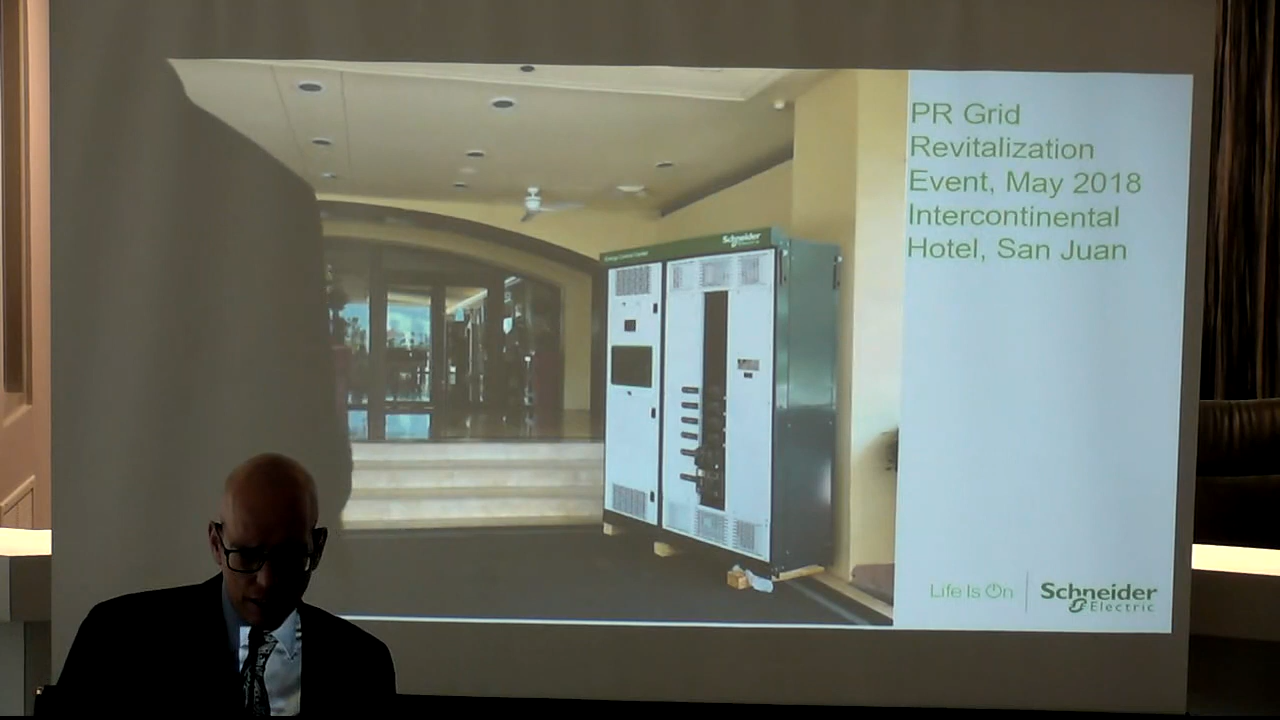 PR Grid
Revitalization
Event, May 2018
Intercontinental
Hotel, San Juan
Schneider
Life Is On
Schneider
Electric